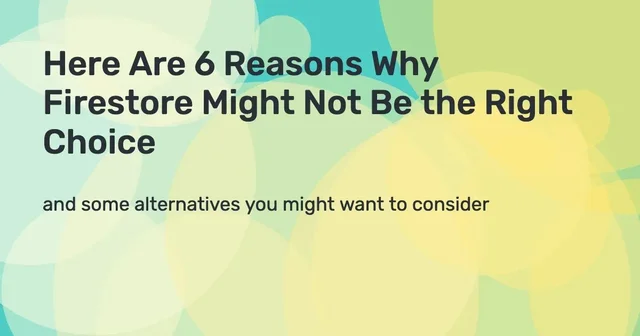 Here Are 6 Reasons Why
Firestore Might Not Be the Right
Choice
and some alternatives you might want to consider